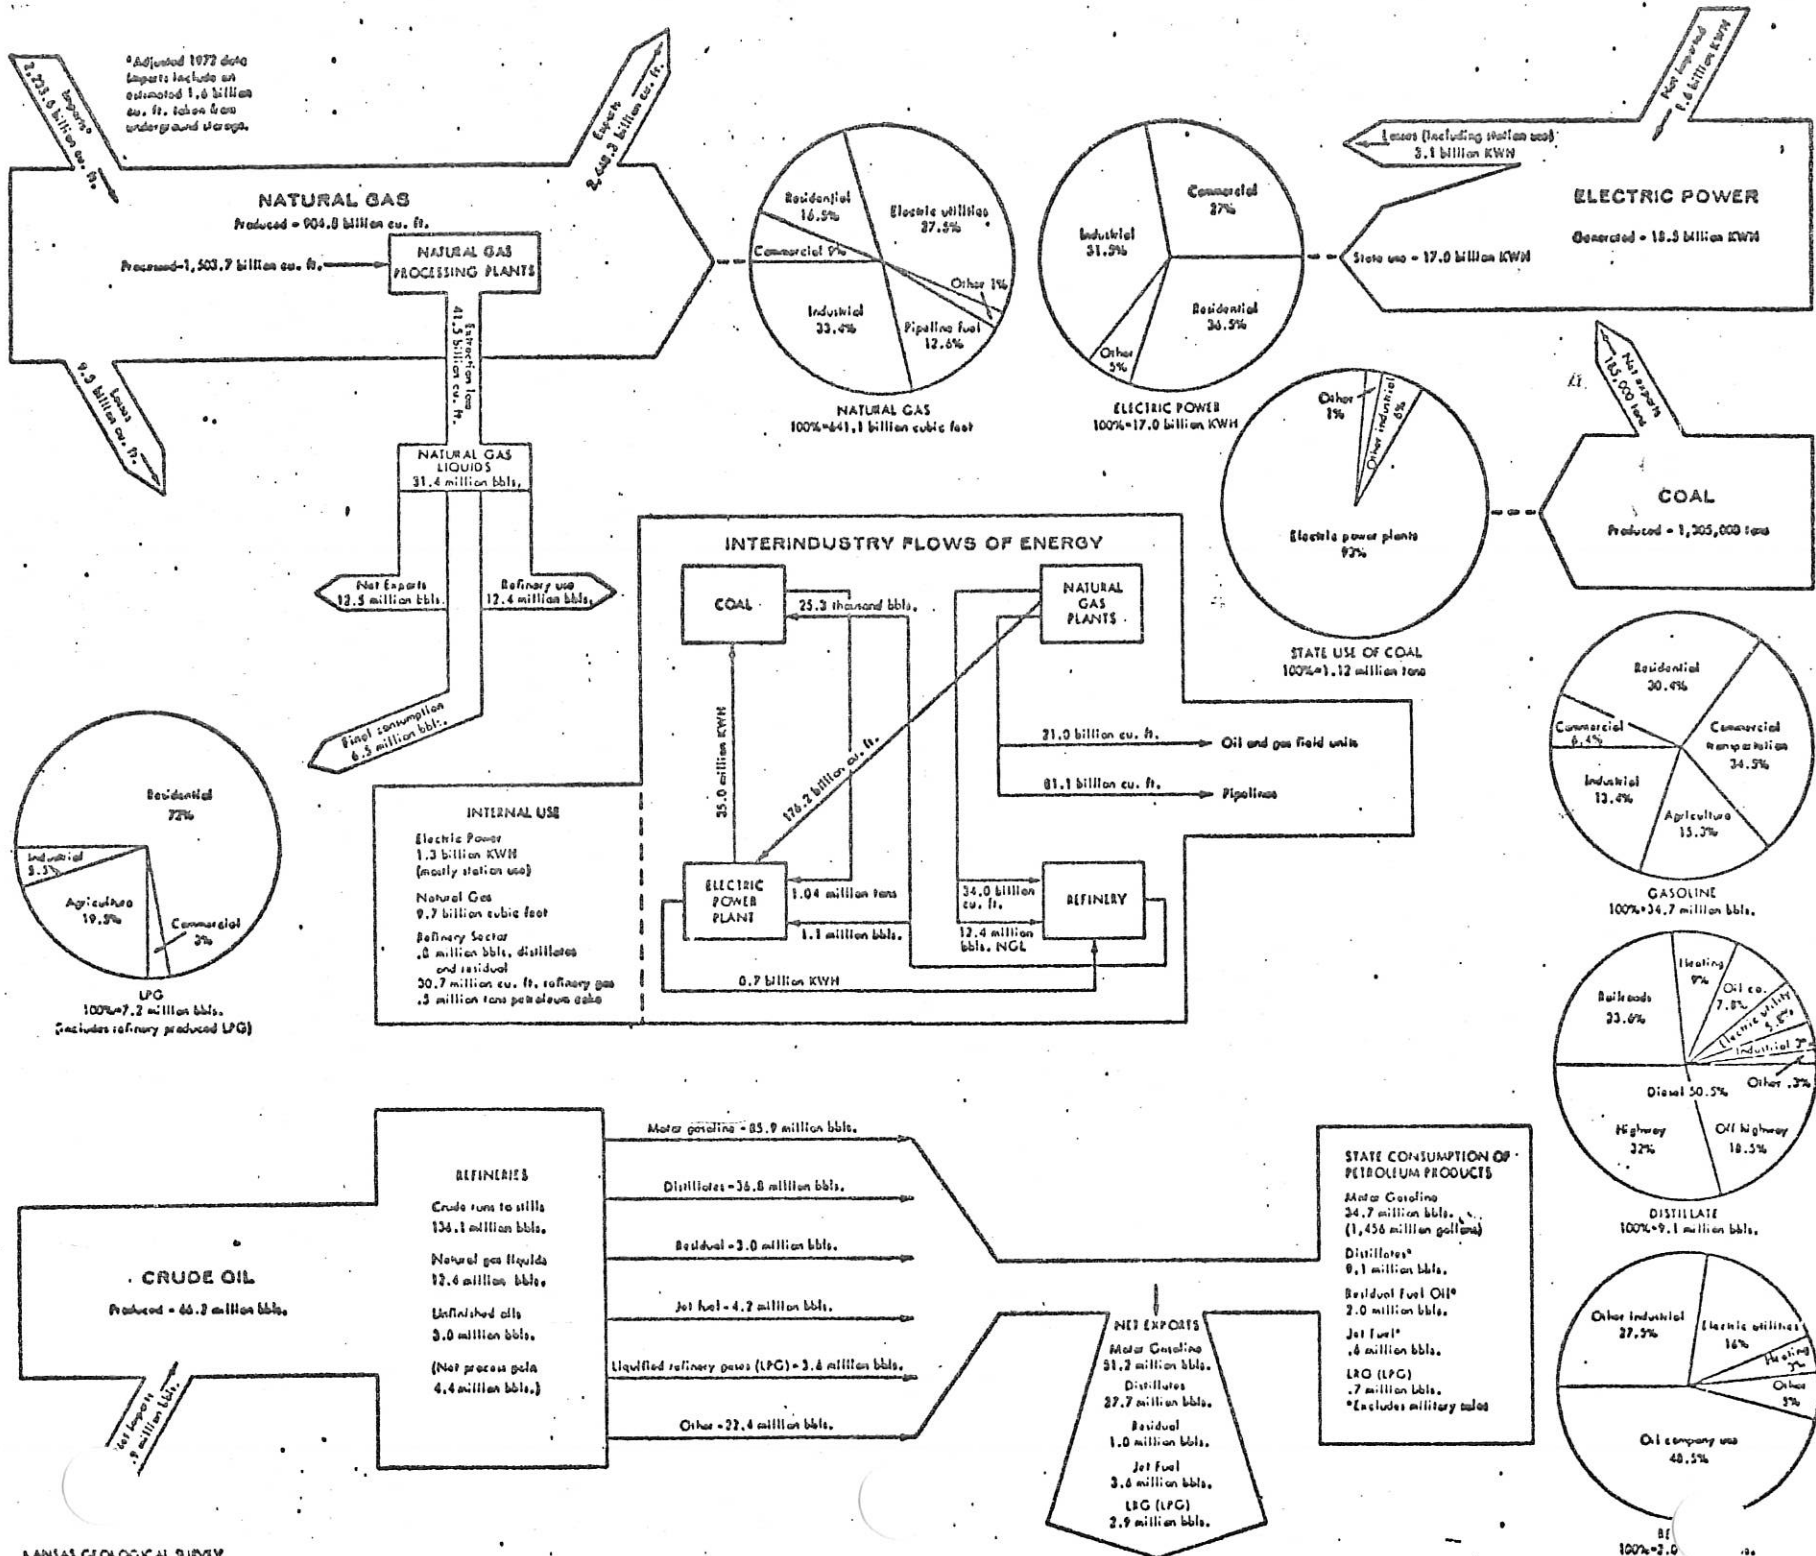 *Adjusted 1972 data
Imports include an
estimated 1.6 billion
cu. ft. taken from
underground storage.
Imports*
2,233.6 billion cu. ft.
Exports
billion cu. ft.
NATURAL GAS
Produced = 904.8 billion cu. ft.
Processed=1,503.7 billion cu. ft.
NATURAL GAS
PROCESSING PLANTS
Extraction loss
41.5 billion cu. ft.
Losses
9.3 billion cu. ft.
NATURAL GAS
LIQUIDS
31.4 million bbls.
Net Exports
12.5 million bbls.
Refinery use
12.4 million bbls.
Final consumption
6.5 million bbls.
Residential
16.5%
Electric utilities
27.5%
Commercial 9%
Other 1%
Industrial
33.4%
Pipeline fuel
12.6%
NATURAL GAS
100%=641.1 billion cubic feet
Commercial
27%
Industrial
31.5%
Residential
36.5%
Other
5%
ELECTRIC POWER
100%=17.0 billion KWH
Net Imported
1.6 billion KWH
Losses (including station use)
3.1 billion KWH
ELECTRIC POWER
Generated = 18.5 billion KWH
State use = 17.0 billion KWH
Other
1%
Other industrial
6%
Electric power plants
93%
STATE USE OF COAL
100%=1.12 million tons
Net exports
185,000 tons
COAL
Produced = 1,305,000 tons
INTERINDUSTRY FLOWS OF ENERGY
COAL
25.3 thousand bbls.
NATURAL
GAS
PLANTS
35.0 million KWH
176.2 billion cu. ft.
21.0 billion cu. ft.
Oil and gas field units
81.1 billion cu. ft.
Pipelines
ELECTRIC
POWER
PLANT
1.04 million tons
1.1 million bbls.
34.0 billion
cu. ft.
12.4 million
bbls. NGL
REFINERY
0.7 billion KWH
INTERNAL USE
Electric Power
1.3 billion KWH
(mostly station use)
Natural Gas
9.7 billion cubic feet
Refinery Sector
.8 million bbls. distillates
and residual
30.7 million cu. ft. refinery gas
.5 million tons petroleum coke
Residential
72%
Industrial
5.5%
Agriculture
19.5%
Commercial
3%
LPG
100%=7.2 million bbls.
(includes refinery produced LPG)
Residential
30.4%
Commercial
6.4%
Commercial
transportation
34.5%
Industrial
13.4%
Agriculture
15.3%
GASOLINE
100%=34.7 million bbls.
Railroads
23.6%
Heating
9%
Oil co.
7.8%
Electric utility
5.8%
Industrial 3%
Other .3%
Diesel 50.5%
Highway
32%
Off highway
18.5%
DISTILLATE
100%=9.1 million bbls.
Other Industrial
27.5%
Electric utilities
16%
Heating
3%
Other
5%
Oil company use
48.5%
100%=2.0
CRUDE OIL
Produced = 66.2 million bbls.
Net Imports
million bbls.
REFINERIES
Crude runs to stills
136.1 million bbls.
Natural gas liquids
12.4 million bbls.
Unfinished oils
3.0 million bbls.
(Net process gain
4.4 million bbls.)
Motor gasoline = 85.9 million bbls.
Distillates = 36.8 million bbls.
Residual = 3.0 million bbls.
Jet fuel = 4.2 million bbls.
Liquified refinery gases (LPG) = 3.6 million bbls.
Other = 22.4 million bbls.
NET EXPORTS
Motor Gasoline
51.2 million bbls.
Distillates
27.7 million bbls.
Residual
1.0 million bbls.
Jet Fuel
3.6 million bbls.
LRG (LPG)
2.9 million bbls.
STATE CONSUMPTION OF
PETROLEUM PRODUCTS
Motor Gasoline
34.7 million bbls.
(1,456 million gallons)
Distillates*
9.1 million bbls.
Residual Fuel Oil*
2.0 million bbls.
Jet Fuel*
.6 million bbls.
LRG (LPG)
.7 million bbls.
*Excludes military sales
KANSAS GEOLOGICAL SURVEY